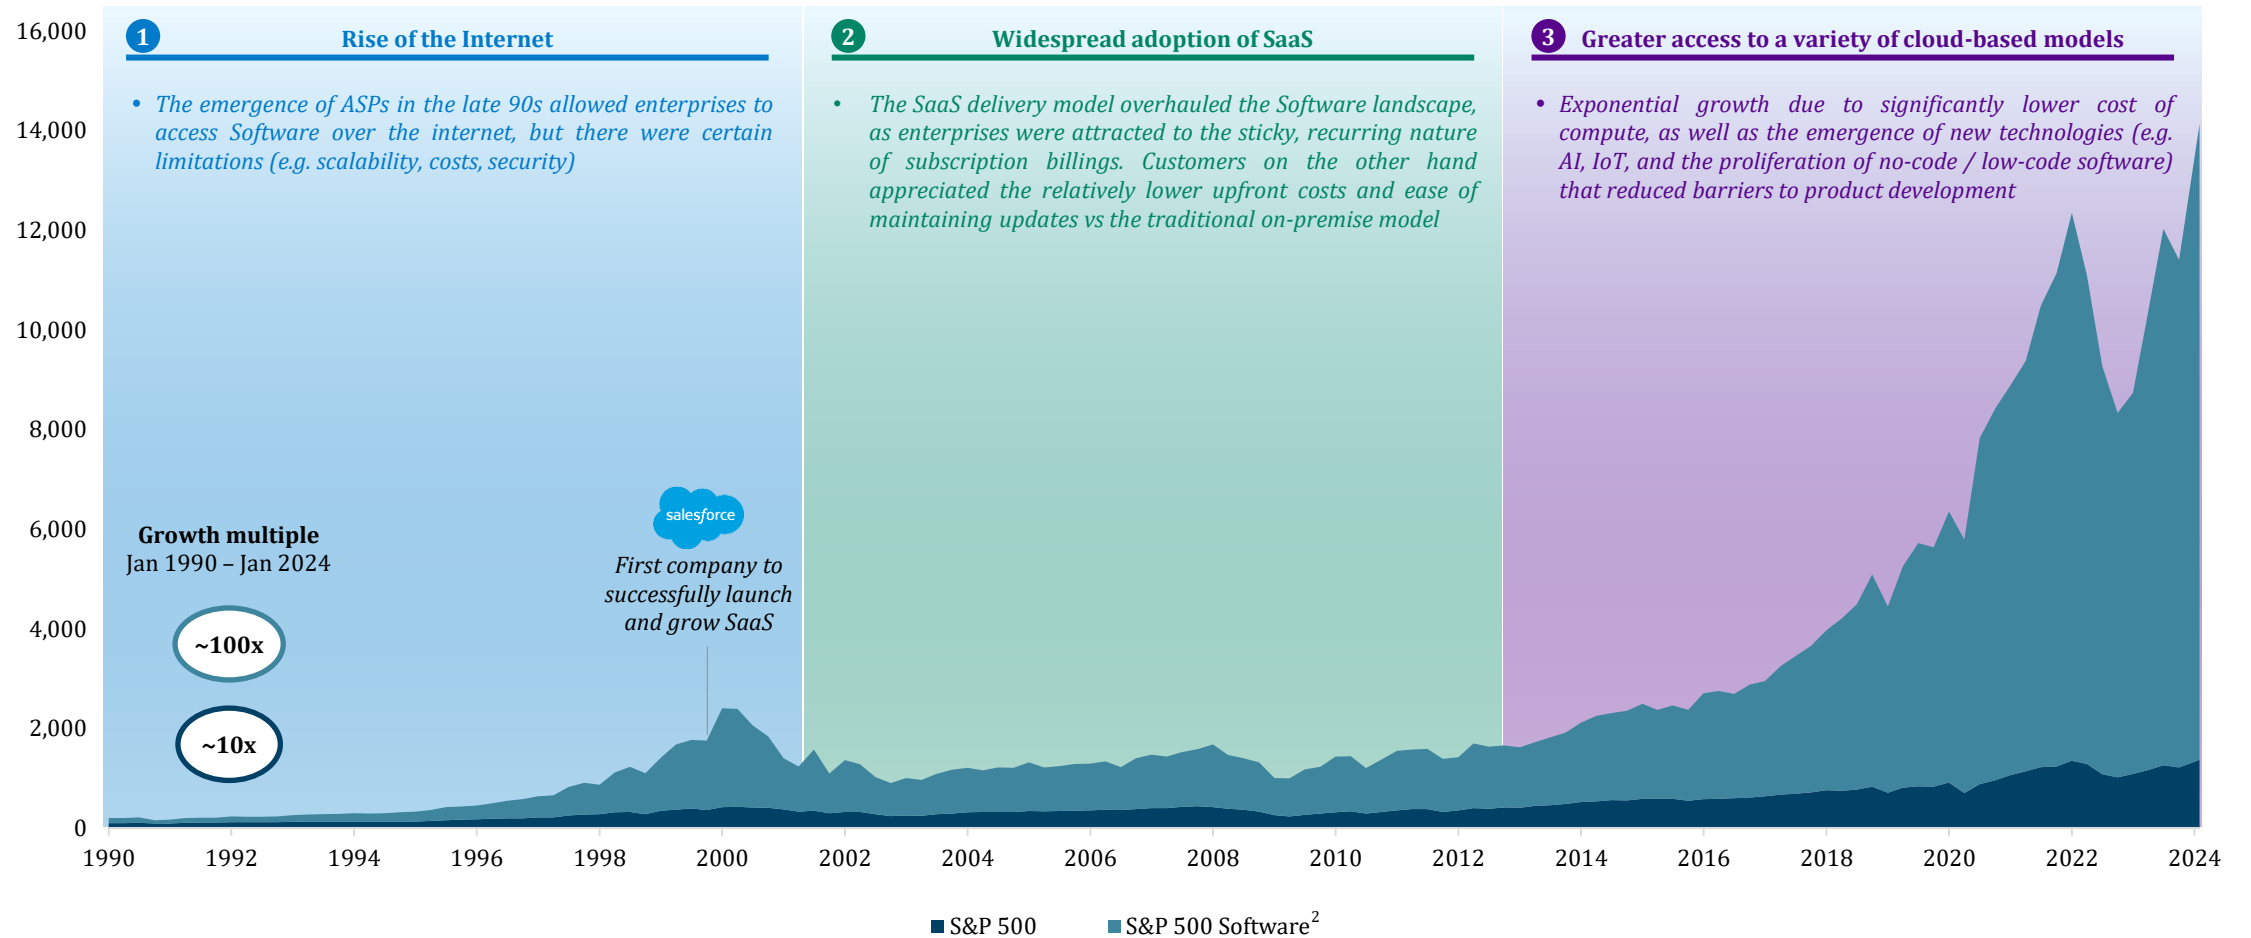 16,000
14,000
12,000
10,000
8,000
6,000
4,000
2,000
0
1 Rise of the Internet
• The emergence of ASPs in the late 90s allowed enterprises to
access Software over the internet, but there were certain
limitations (e.g. scalability, costs, security)
2 Widespread adoption of SaaS
• The SaaS delivery model overhauled the Software landscape,
as enterprises were attracted to the sticky, recurring nature
of subscription billings. Customers on the other hand
appreciated the relatively lower upfront costs and ease of
maintaining updates vs the traditional on-premise model
3 Greater access to a variety of cloud-based models
• Exponential growth due to significantly lower cost of
compute, as well as the emergence of new technologies (e.g.
AI, IoT, and the proliferation of no-code / low-code software)
that reduced barriers to product development
Growth multiple
Jan 1990 – Jan 2024
~100x
~10x
salesforce
First company to
successfully launch
and grow SaaS
1990 1992 1994 1996 1998 2000 2002 2004 2006 2008 2010 2012 2014 2016 2018 2020 2022 2024
S&P 500 S&P 500 Software²